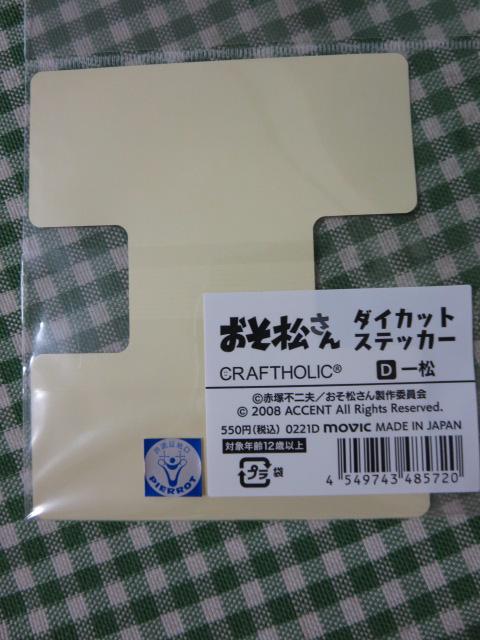 おそ松さん ダイカットステッカー
CRAFTHOLIC® D 一松
©赤塚不二夫/おそ松さん製作委員会
© 2008 ACCENT All Rights Reserved.
550円(税込) 0221D movic MADE IN JAPAN
対象年齢12歳以上
プラ 袋
4 549743 485720
PIERROT